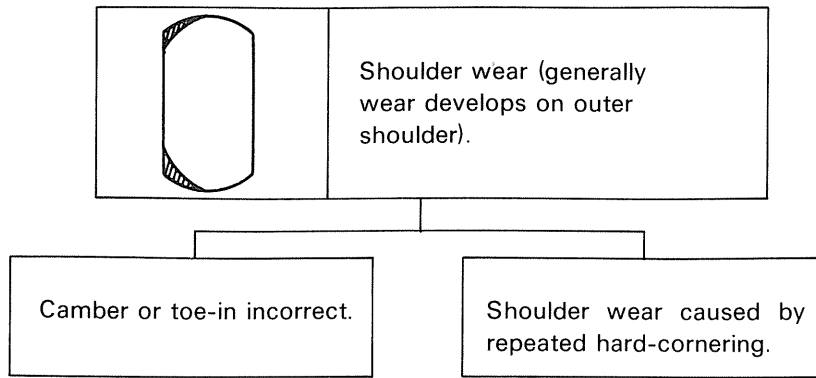 Shoulder wear (generally
wear develops on outer
shoulder).
Camber or toe-in incorrect.
Shoulder wear caused by
repeated hard-cornering.